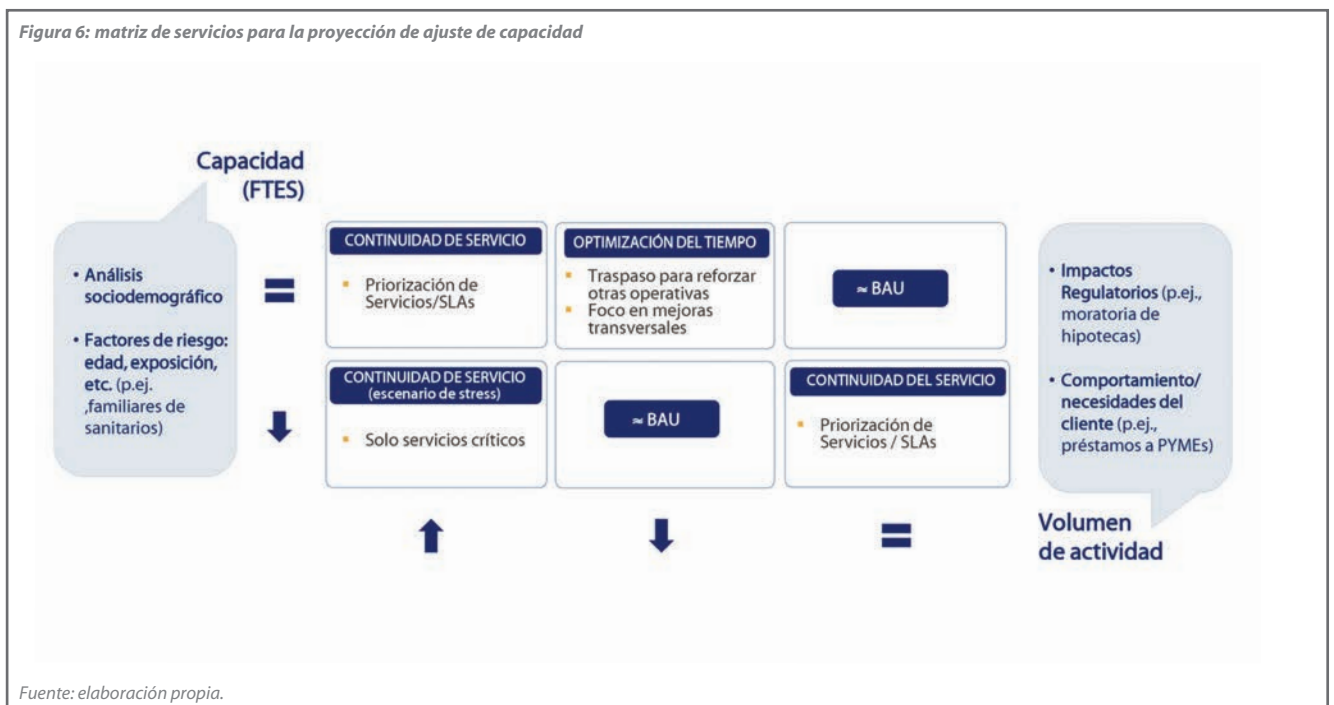 Figura 6: matriz de servicios para la proyección de ajuste de capacidad
Capacidad
(FTES)
• Análisis
sociodemográfico
• Factores de riesgo:
edad, exposición,
etc. (p.ej.
,familiares de
sanitarios)
=
CONTINUIDAD DE SERVICIO
▪ Priorización de
Servicios/SLAs
OPTIMIZACIÓN DEL TIEMPO
▪ Traspaso para reforzar
otras operativas
▪ Foco en mejoras
transversales
≈ BAU
CONTINUIDAD DE SERVICIO
(escenario de stress)
▪ Solo servicios críticos
≈ BAU
CONTINUIDAD DEL SERVICIO
▪ Priorización de
Servicios / SLAs
=
• Impactos
Regulatorios (p.ej.,
moratoria de
hipotecas)
• Comportamiento/
necesidades del
cliente (p.ej.,
préstamos a PYMEs)
Volumen
de actividad
Fuente: elaboración propia.